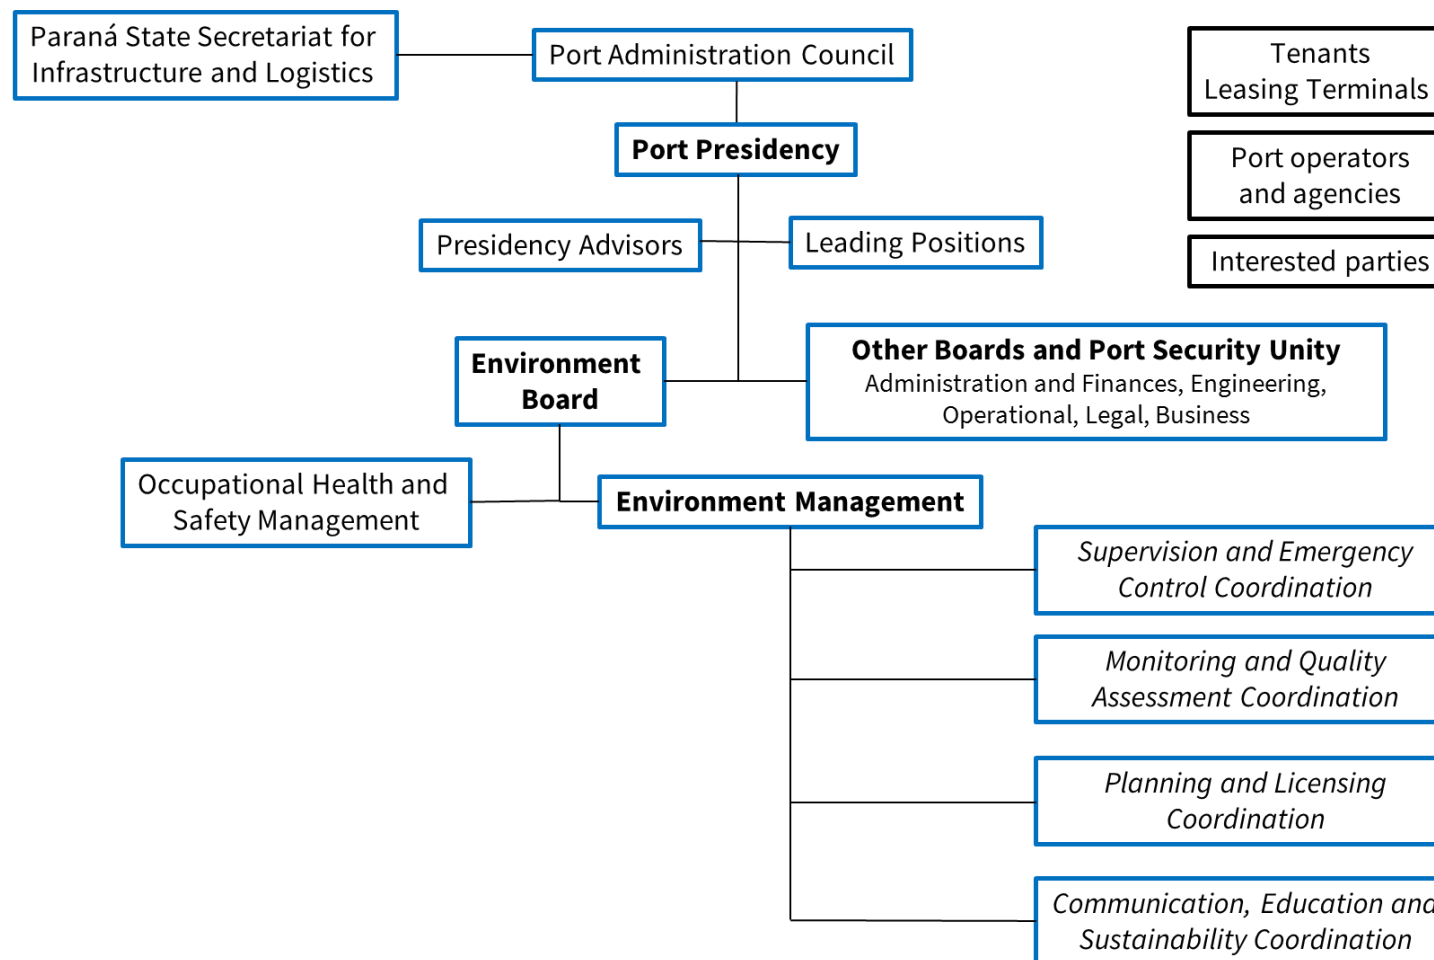 Paraná State Secretariat for
Infrastructure and Logistics
Port Administration Council
Tenants
Leasing Terminals
Port Presidency
Port operators
and agencies
Presidency Advisors
Leading Positions
Interested parties
Environment
Board
Other Boards and Port Security Unity
Administration and Finances, Engineering,
Operational, Legal, Business
Occupational Health and
Safety Management
Environment Management
Supervision and Emergency
Control Coordination
Monitoring and Quality
Assessment Coordination
Planning and Licensing
Coordination
Communication, Education and
Sustainability Coordination